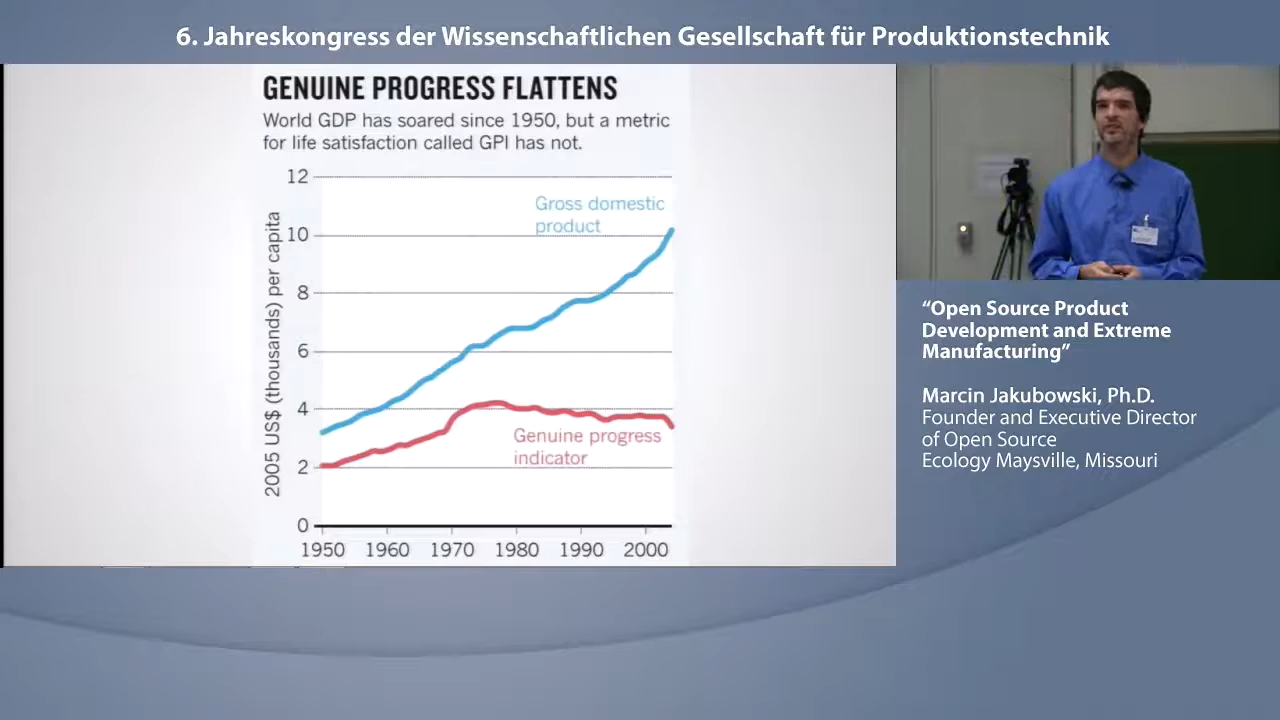 6. Jahreskongress der Wissenschaftlichen Gesellschaft für Produktionstechnik
GENUINE PROGRESS FLATTENS
World GDP has soared since 1950, but a metric
for life satisfaction called GPI has not.
2005 US$ (thousands) per capita
12
10
8
6
4
2
0
Gross domestic
product
Genuine progress
indicator
1950 1960 1970 1980 1990 2000
“Open Source Product
Development and Extreme
Manufacturing”
Marcin Jakubowski, Ph.D.
Founder and Executive Director
of Open Source
Ecology Maysville, Missouri